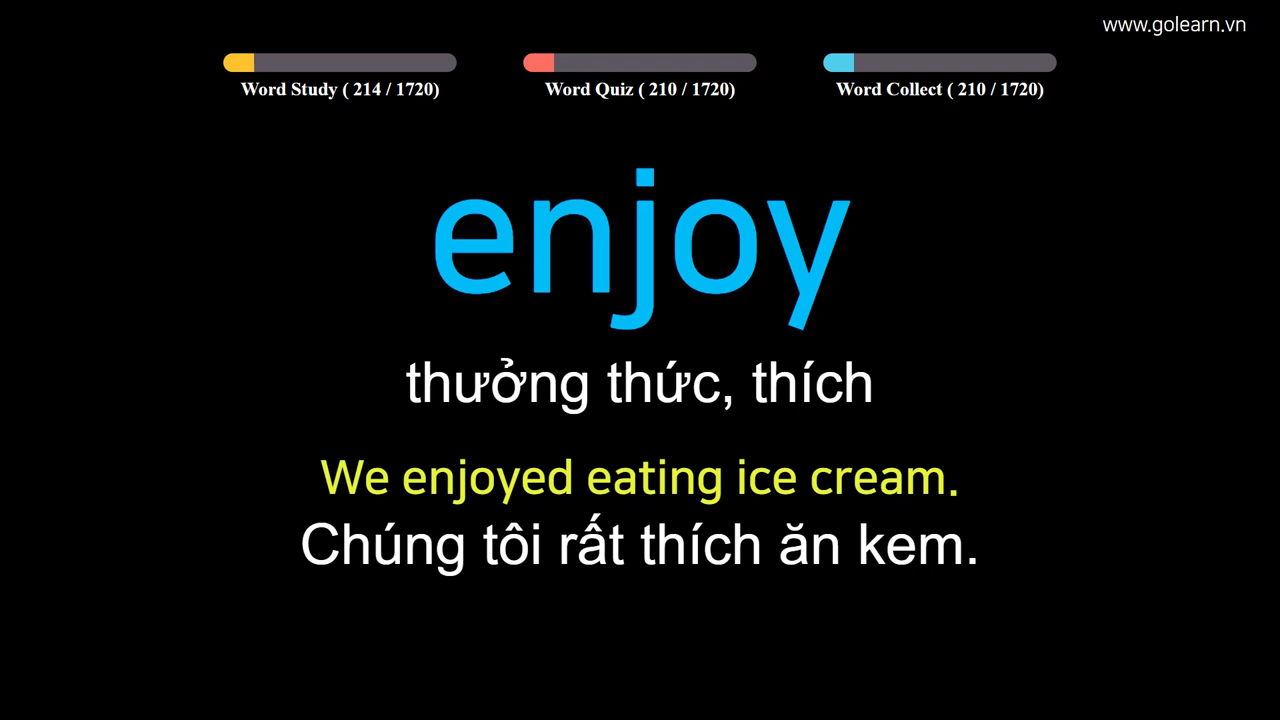 www.golearn.vn
Word Study ( 214 / 1720)
Word Quiz ( 210 / 1720)
Word Collect ( 210 / 1720)
enjoy
thưởng thức, thích
We enjoyed eating ice cream.
Chúng tôi rất thích ăn kem.